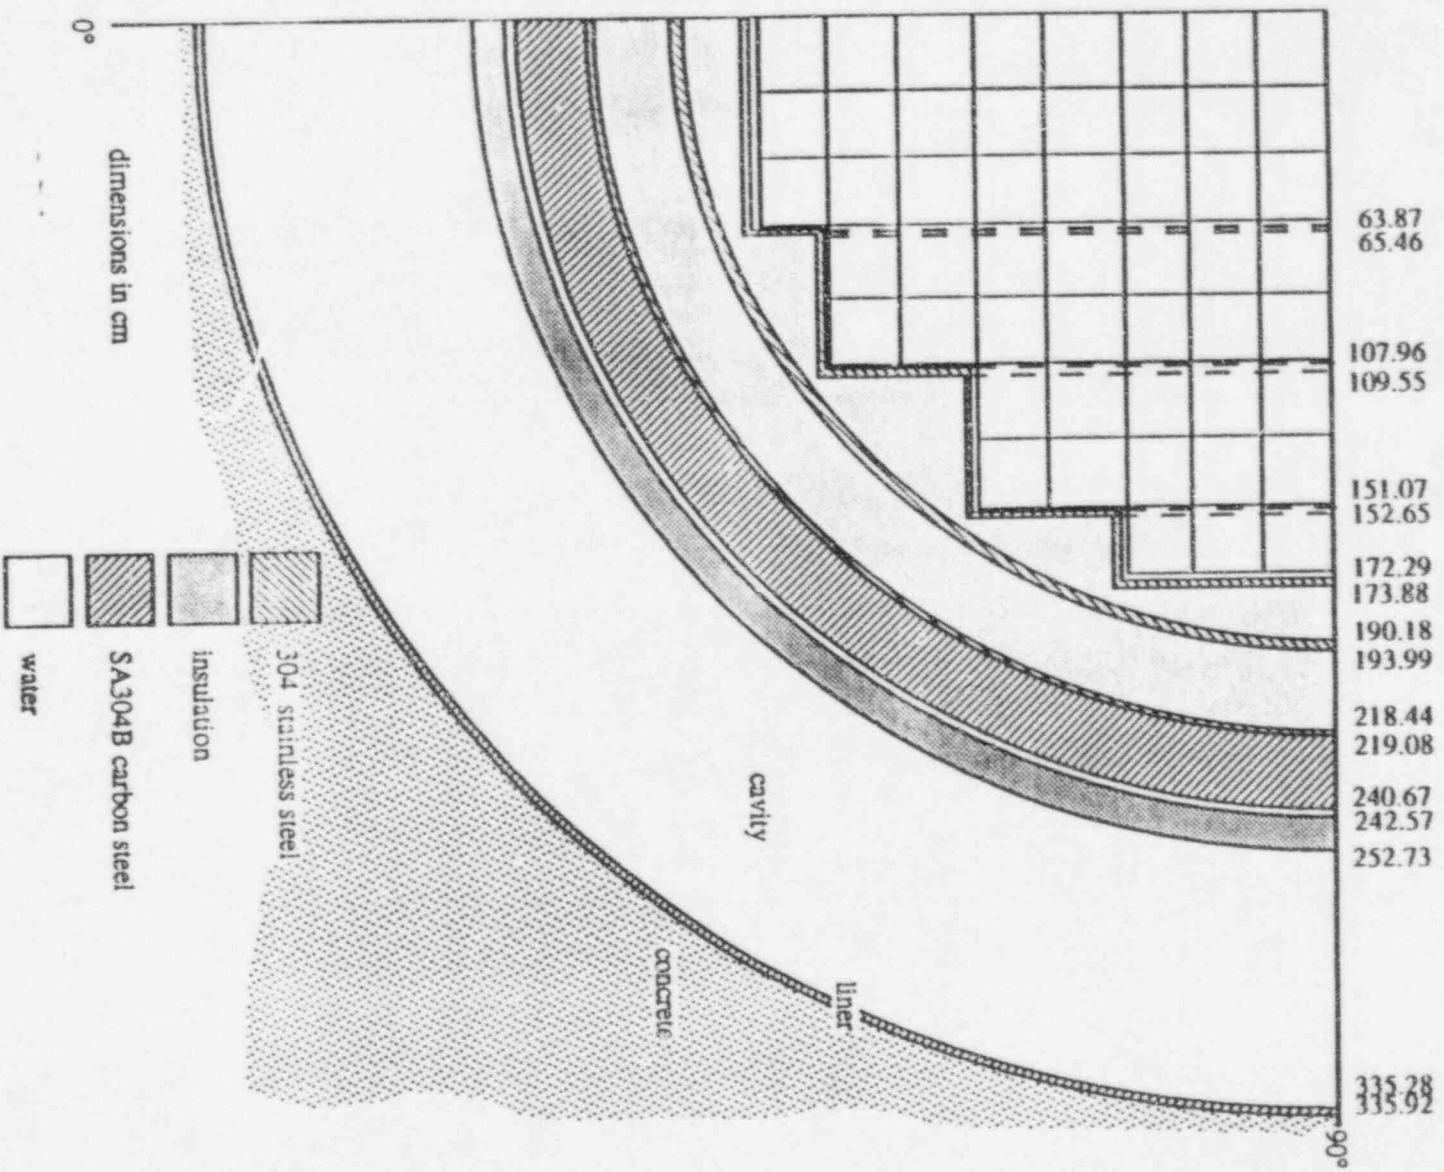 0°
dimensions in cm
63.87
65.46
107.96
109.55
151.07
152.65
172.29
173.88
190.18
193.99
218.44
219.08
240.67
242.57
252.73
335.28
335.92
90°
cavity
liner
concrete
304 stainless steel
insulation
SA304B carbon steel
water